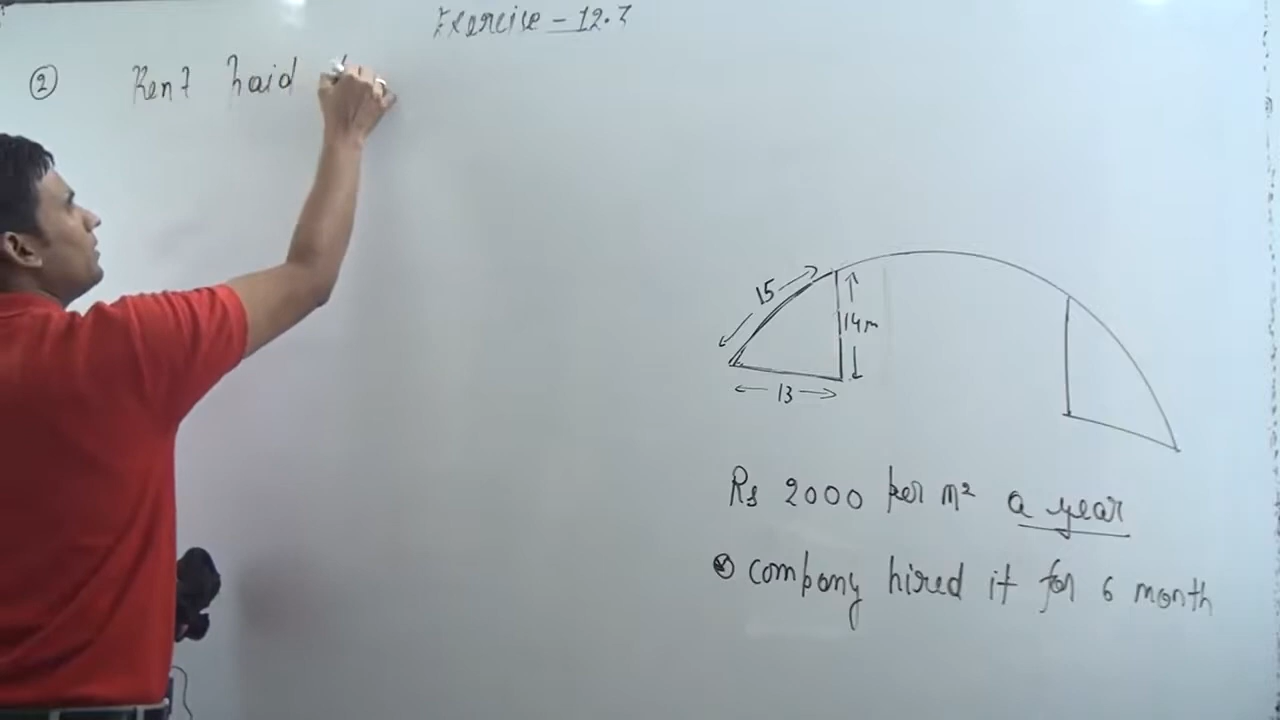 Exercise - 12.3
② Rent paid
15
14m
13
Rs 2000 per m² a year
company hired it for 6 month